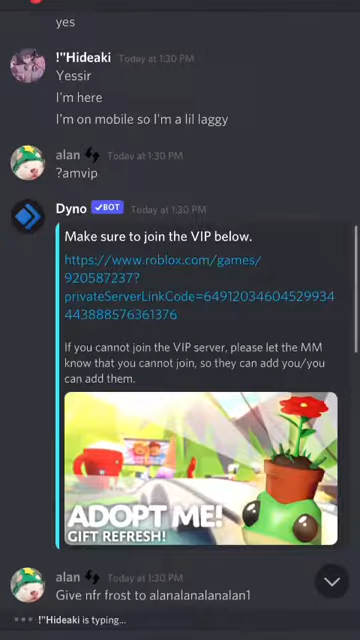 yes
!"Hideaki Today at 1:30 PM
Yessir
I'm here
I'm on mobile so I'm a lil laggy
alan Today at 1:30 PM
?amvip
Dyno BOT Today at 1:30 PM
Make sure to join the VIP below.
https://www.roblox.com/games/
920587237?
privateServerLinkCode=64912034604529934
443888576361376
If you cannot join the VIP server, please let the MM
know that you cannot join, so they can add you/you
can add them.
ADOPT ME!
GIFT REFRESH!
alan Today at 1:30 PM
Give nfr frost to alanalanalanalan1
!"Hideaki is typing...